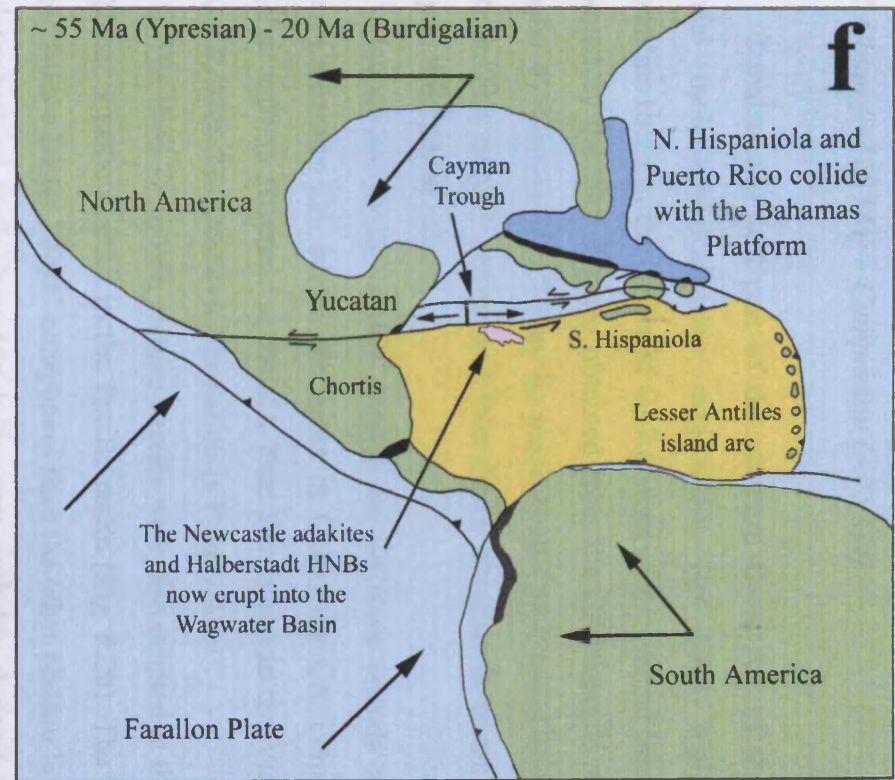 ~ 55 Ma (Ypresian) - 20 Ma (Burdigalian)
f
N. Hispaniola and
Puerto Rico collide
with the Bahamas
Platform
Cayman
Trough
North America
Yucatan
S. Hispaniola
Chortis
Lesser Antilles
island arc
The Newcastle adakites
and Halberstadt HNBs
now erupt into the
Wagwater Basin
South America
Farallon Plate